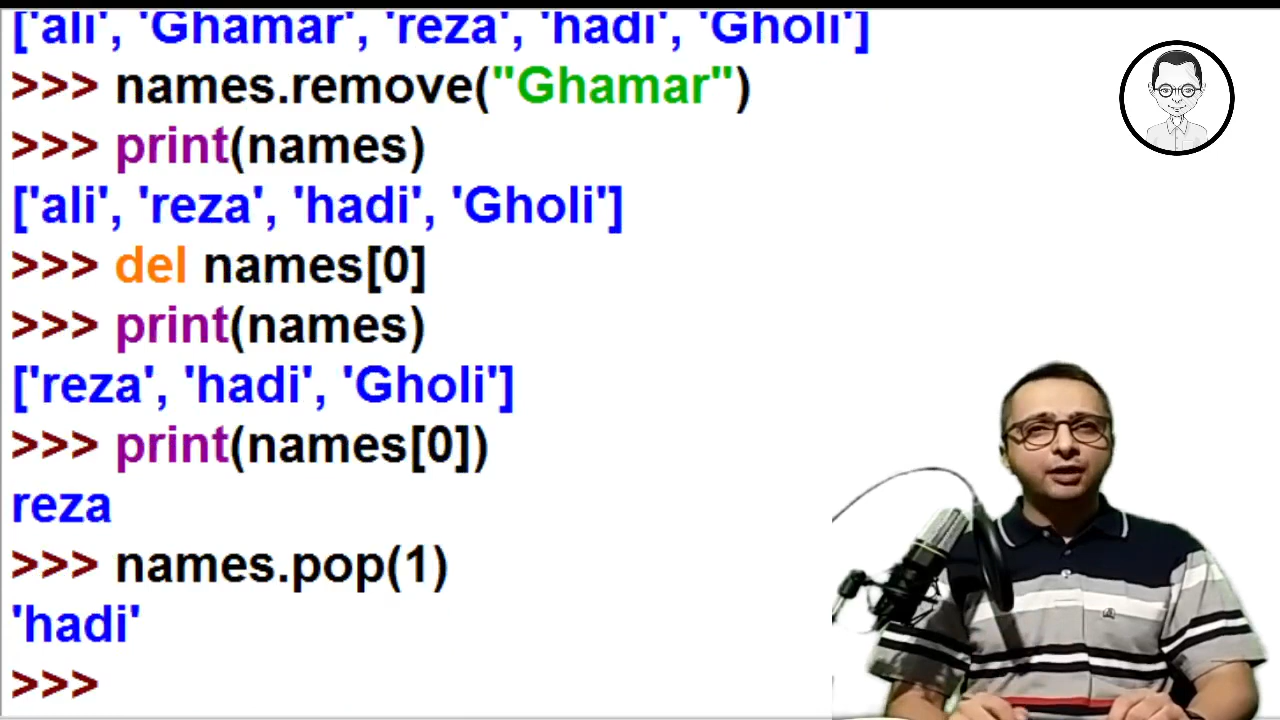 ['ali', 'Ghamar', 'reza', 'hadi', 'Gholi']
>>> names.remove("Ghamar")
>>> print(names)
['ali', 'reza', 'hadi', 'Gholi']
>>> del names[0]
>>> print(names)
['reza', 'hadi', 'Gholi']
>>> print(names[0])
reza
>>> names.pop(1)
'hadi'
>>>